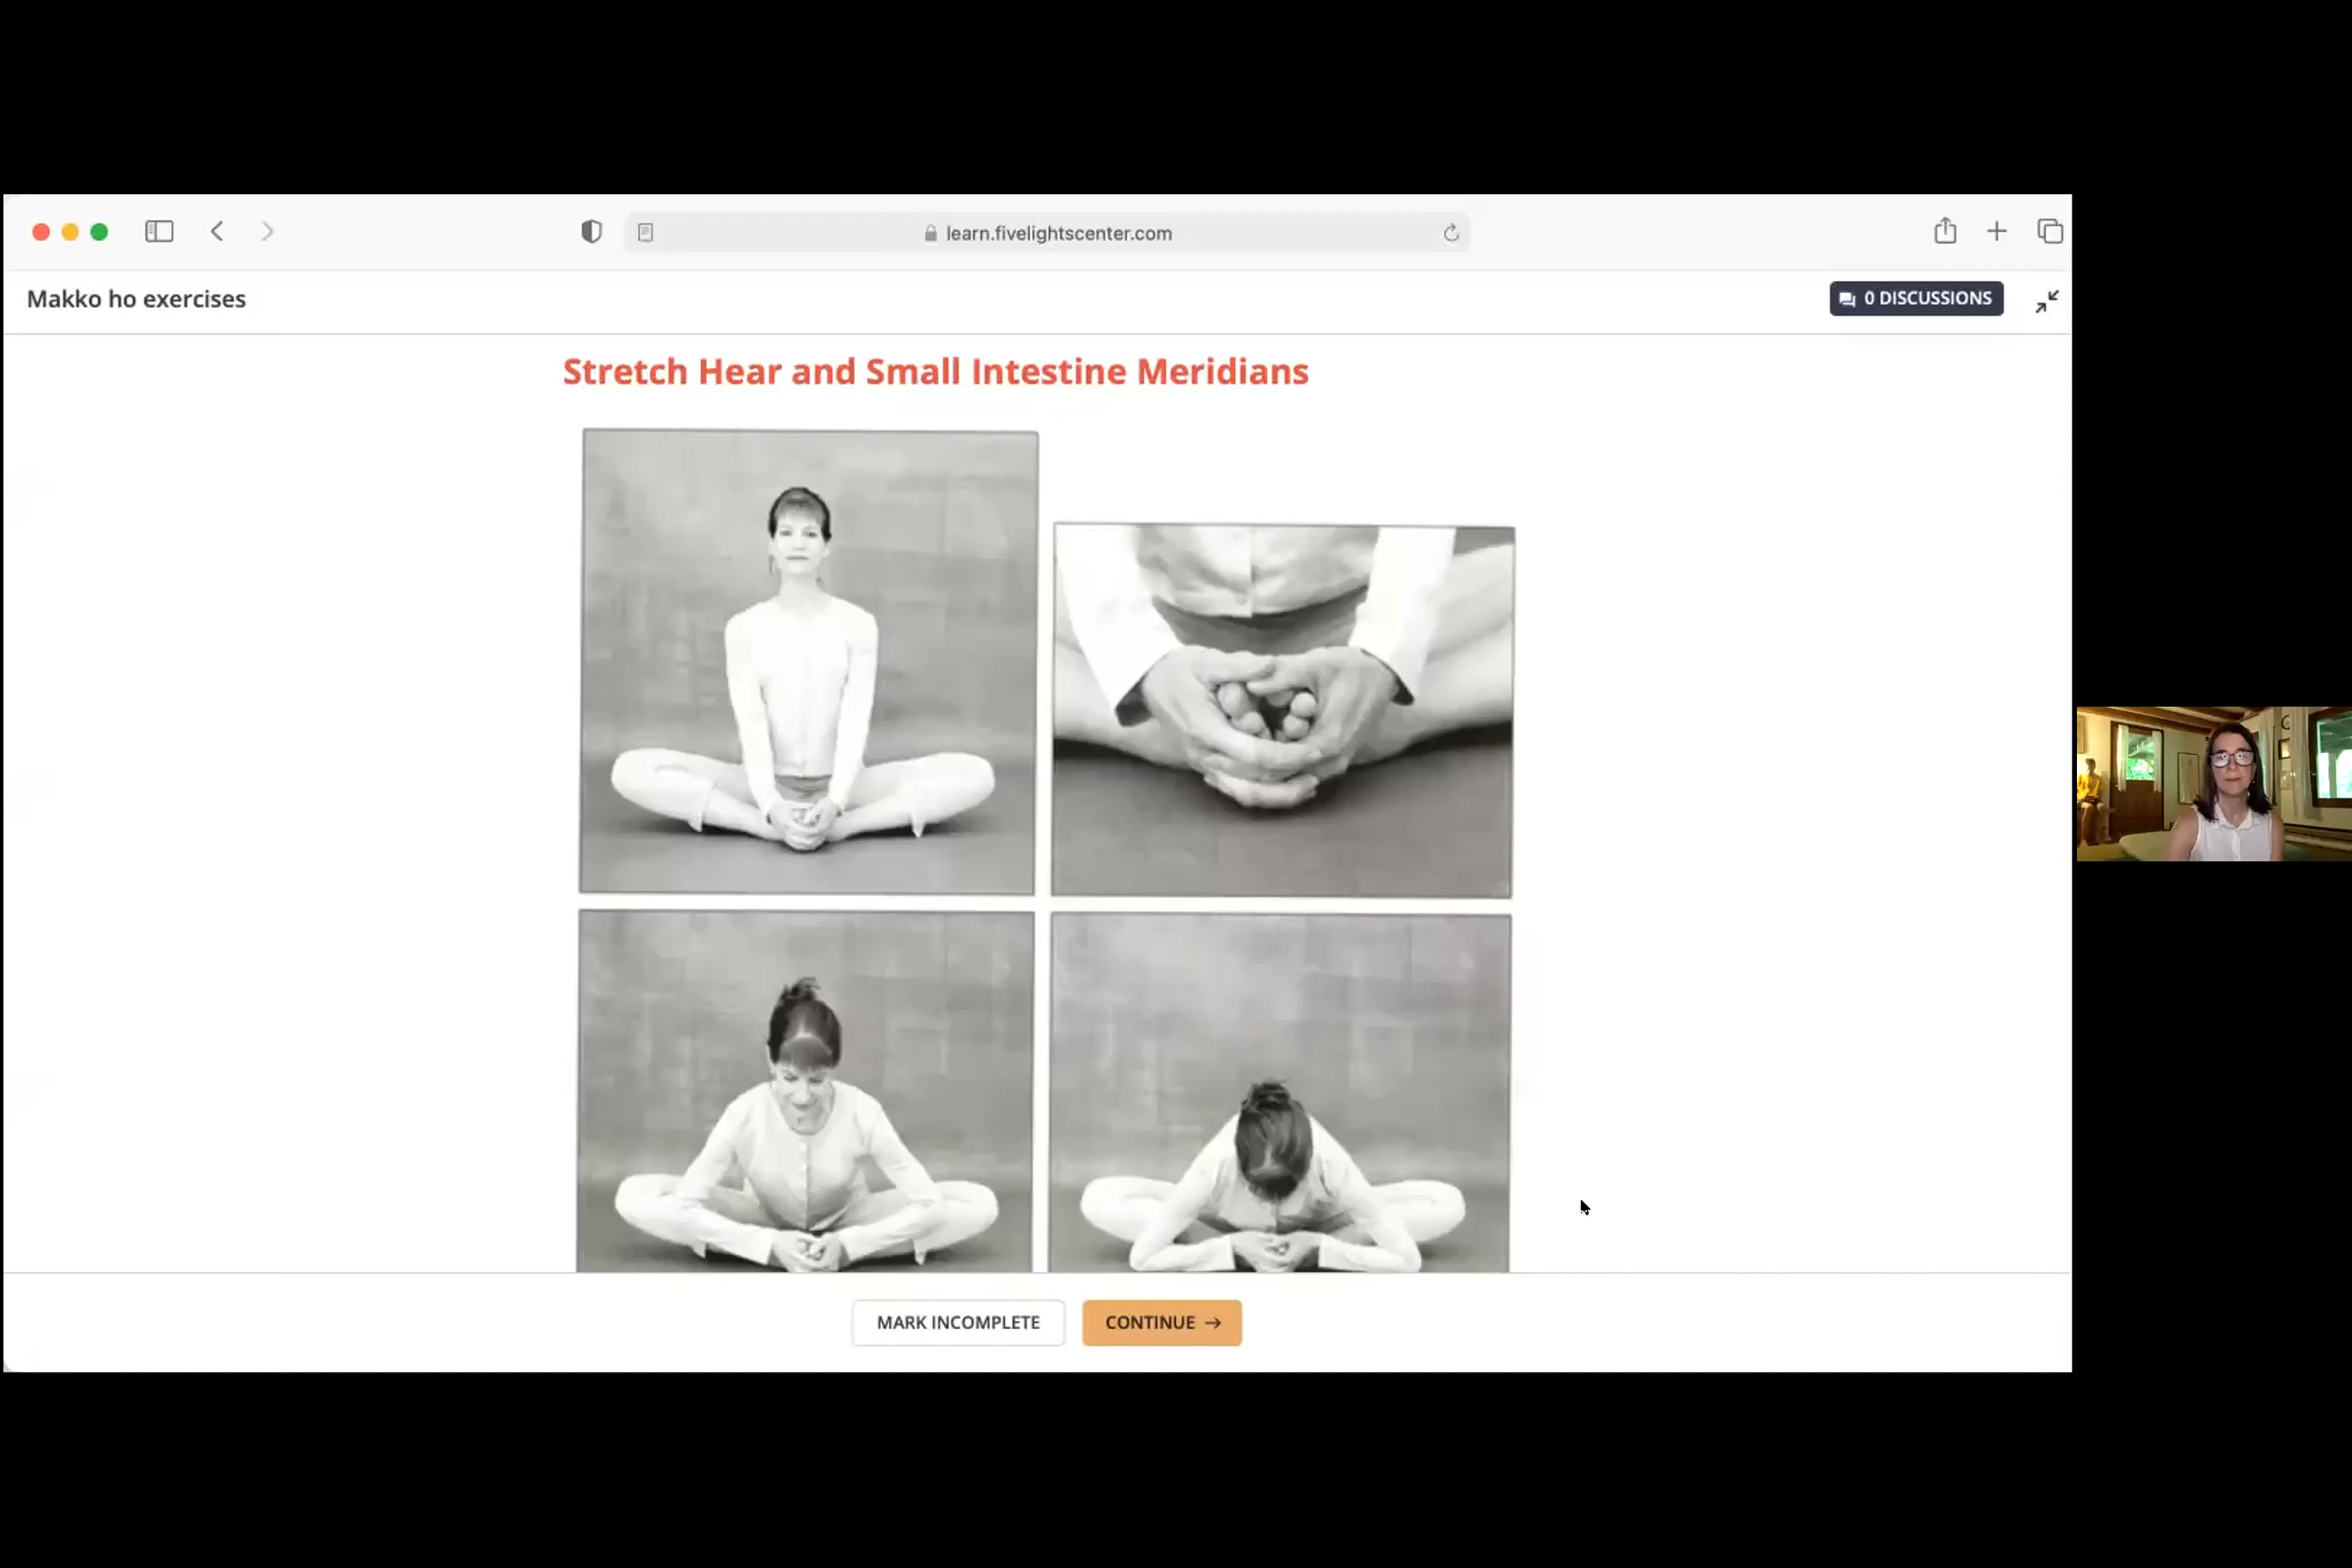 learn.fivelightscenter.com
Makko ho exercises
0 DISCUSSIONS
Stretch Hear and Small Intestine Meridians
MARK INCOMPLETE
CONTINUE →